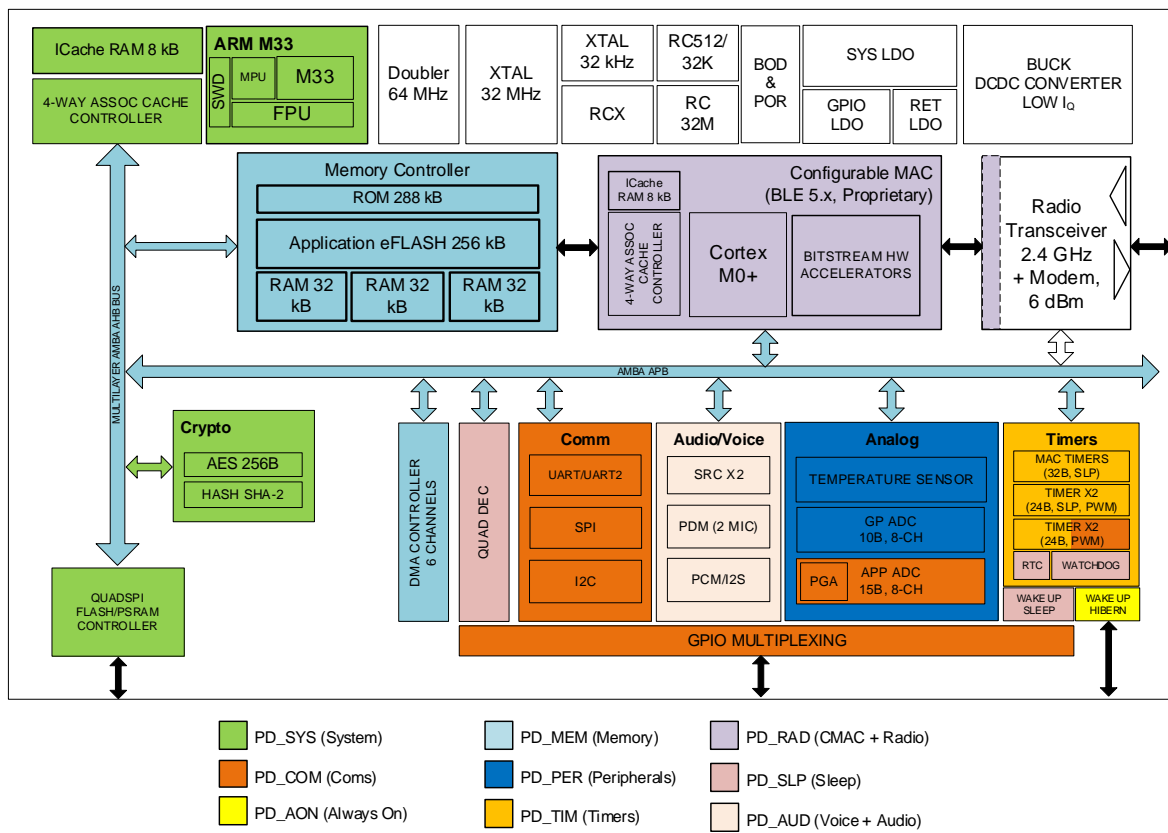 ICache RAM 8 kB
4-WAY ASSOC CACHE
CONTROLLER
ARM M33
SWD
MPU
M33
FPU
Doubler
64 MHz
XTAL
32 MHz
XTAL
32 kHz
RCX
RC512/
32K
RC
32M
BOD
&
POR
SYS LDO
GPIO
LDO
RET
LDO
BUCK
DCDC CONVERTER
LOW IQ
Memory Controller
ROM 288 kB
Application eFLASH 256 kB
RAM 32
kB
RAM 32
kB
RAM 32
kB
Configurable MAC
(BLE 5.x, Proprietary)
ICache
RAM 8 kB
4-WAY ASSOC
CACHE
CONTROLLER
Cortex
M0+
BITSTREAM HW
ACCELERATORS
Radio
Transceiver
2.4 GHz
+ Modem,
6 dBm
MULTILAYER AMBA AHB BUS
AMBA APB
Crypto
AES 256B
HASH SHA-2
QUADSPI
FLASH/PSRAM
CONTROLLER
DMA CONTROLLER
6 CHANNELS
QUAD DEC
Comm
UART/UART2
SPI
I2C
Audio/Voice
SRC X2
PDM (2 MIC)
PCM/I2S
Analog
TEMPERATURE SENSOR
GP ADC
10B, 8-CH
PGA
APP ADC
15B, 8-CH
Timers
MAC TIMERS
(32B, SLP)
TIMER X2
(24B, SLP, PWM)
TIMER X2
(24B, PWM)
RTC
WATCHDOG
WAKE UP
SLEEP
WAKE UP
HIBERN
GPIO MULTIPLEXING
PD_SYS (System)
PD_MEM (Memory)
PD_RAD (CMAC + Radio)
PD_COM (Coms)
PD_PER (Peripherals)
PD_SLP (Sleep)
PD_AON (Always On)
PD_TIM (Timers)
PD_AUD (Voice + Audio)